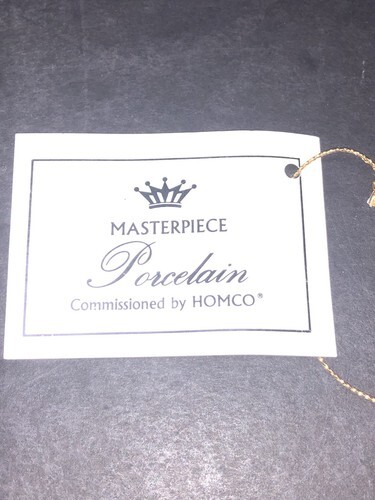 MASTERPIECE
Porcelain
Commissioned by HOMCO®